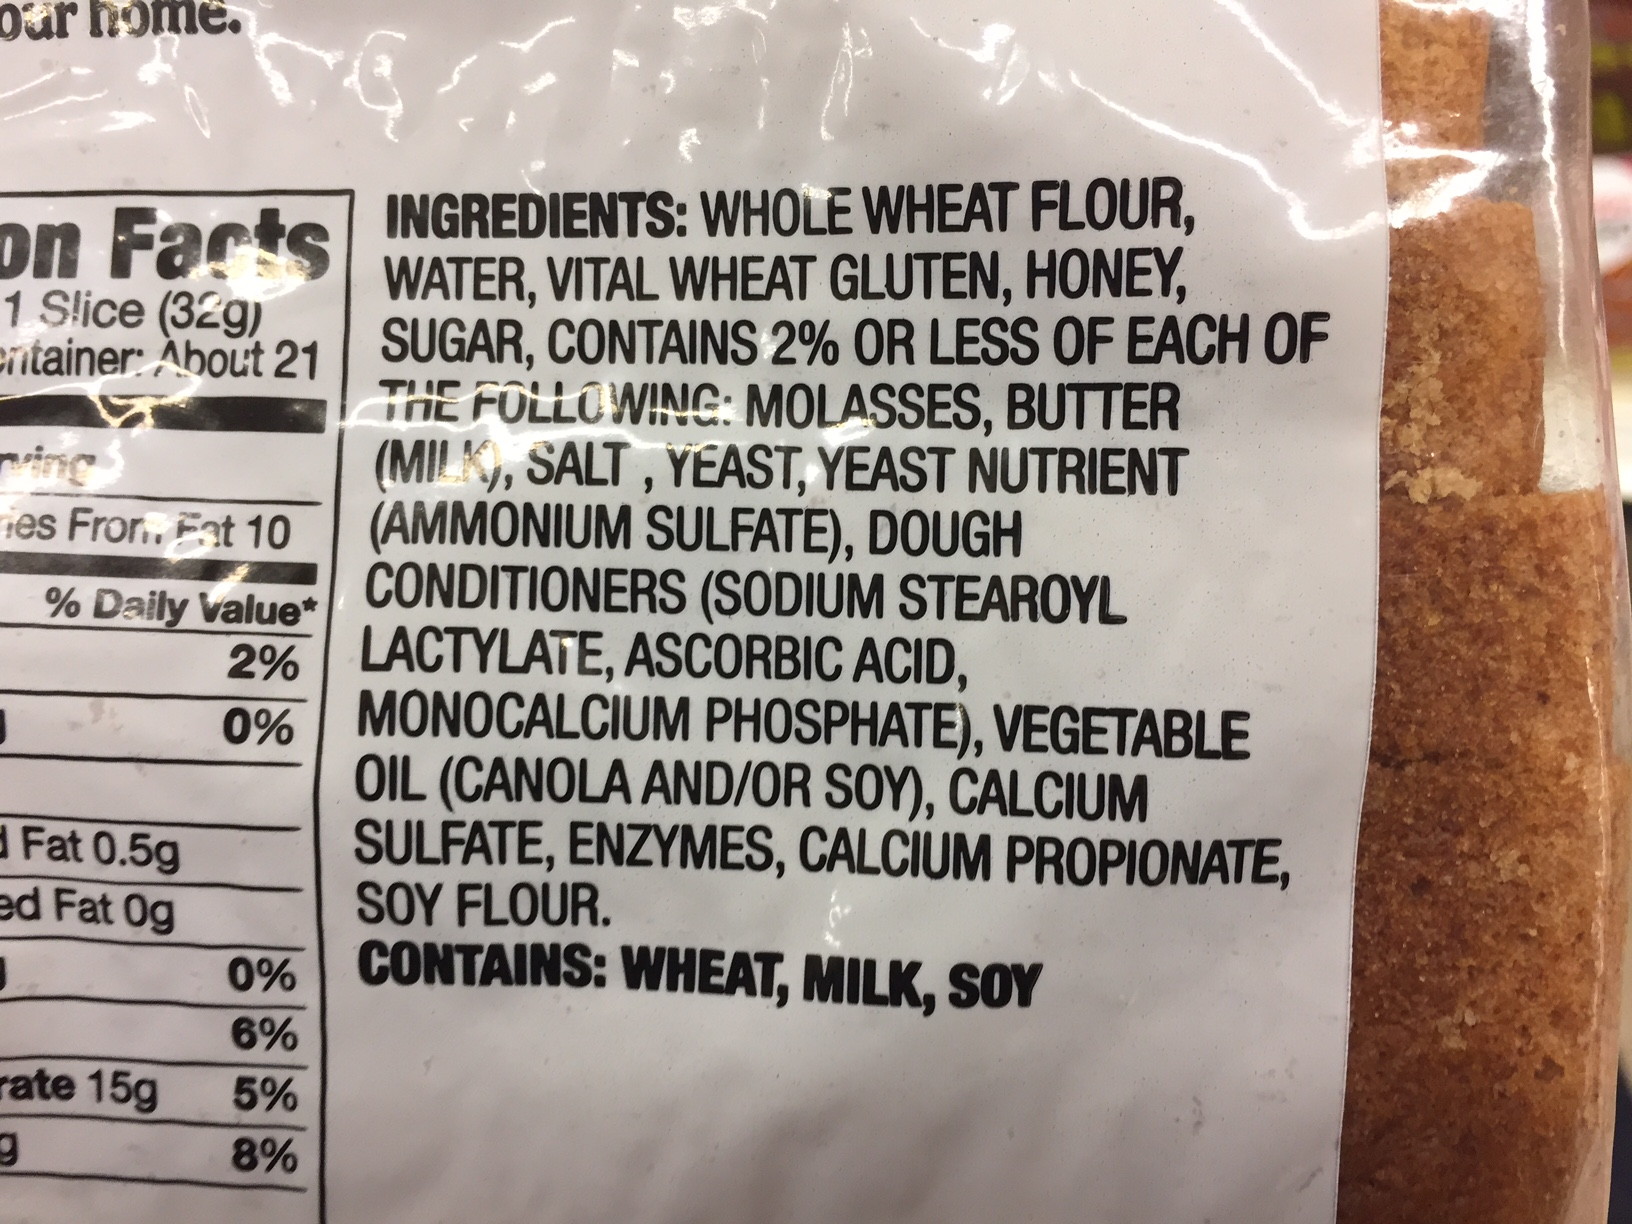 our home.
on Facts
1 Slice (32g)
ntainer: About 21
rving
ies From Fat 10
% Daily Value*
2%
0%
d Fat 0.5g
ed Fat 0g
0%
6%
rate 15g 5%
g 8%
INGREDIENTS: WHOLE WHEAT FLOUR,
WATER, VITAL WHEAT GLUTEN, HONEY,
SUGAR, CONTAINS 2% OR LESS OF EACH OF
THE FOLLOWING: MOLASSES, BUTTER
(MILK), SALT , YEAST, YEAST NUTRIENT
(AMMONIUM SULFATE), DOUGH
CONDITIONERS (SODIUM STEAROYL
LACTYLATE, ASCORBIC ACID,
MONOCALCIUM PHOSPHATE), VEGETABLE
OIL (CANOLA AND/OR SOY), CALCIUM
SULFATE, ENZYMES, CALCIUM PROPIONATE,
SOY FLOUR.
CONTAINS: WHEAT, MILK, SOY